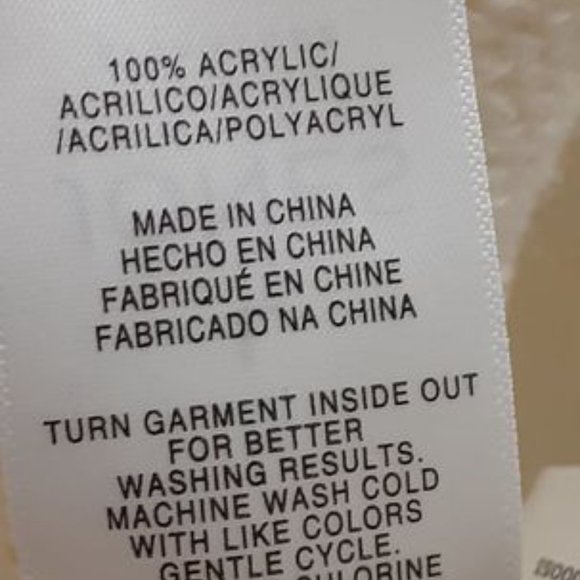 100% ACRYLIC/
ACRILICO/ACRYLIQUE
/ACRILICA/POLYACRYL
MADE IN CHINA
HECHO EN CHINA
FABRIQUÉ EN CHINE
FABRICADO NA CHINA
TURN GARMENT INSIDE OUT
FOR BETTER
WASHING RESULTS.
MACHINE WASH COLD
WITH LIKE COLORS
GENTLE CYCLE.
CHLORINE